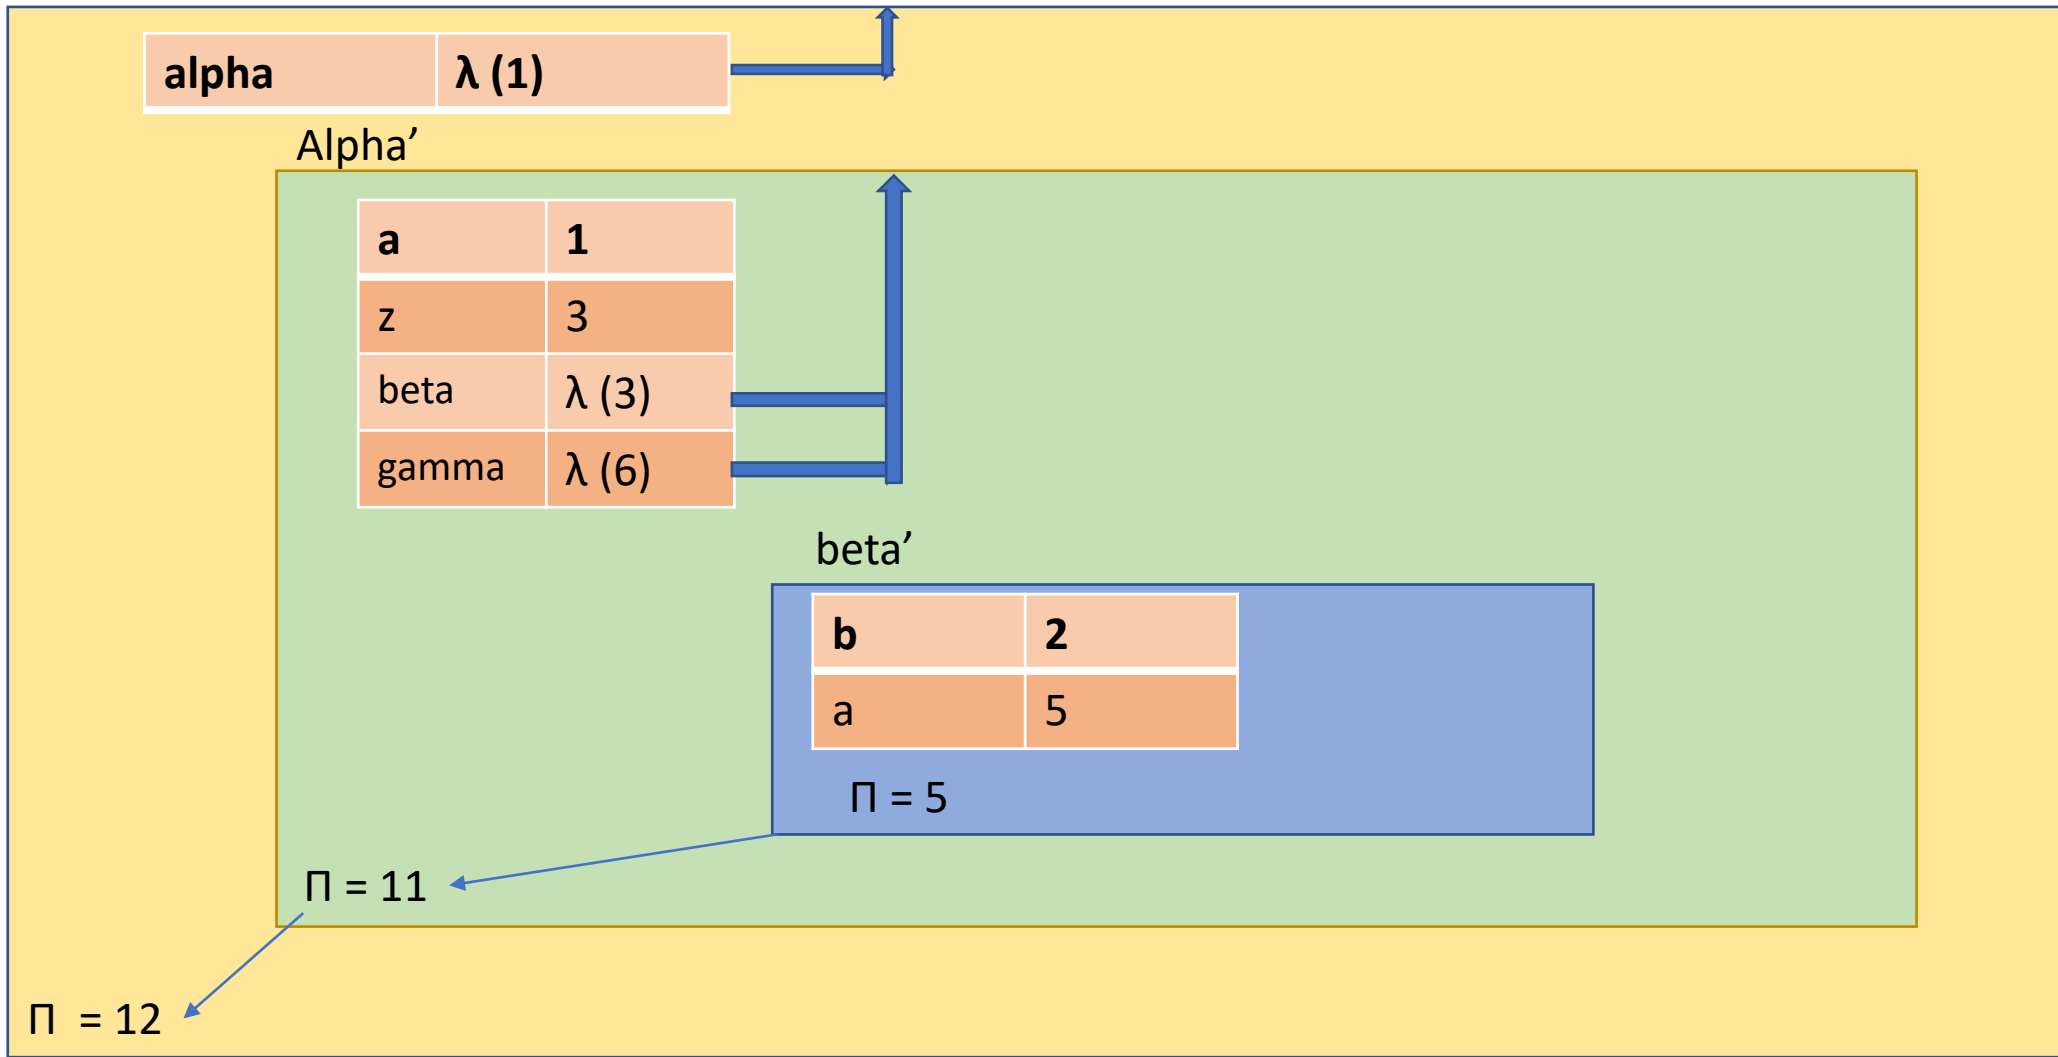 alpha λ (1)
Alpha’
a 1
z 3
beta λ (3)
gamma λ (6)
beta’
b 2
a 5
Π = 5
Π = 11
Π = 12